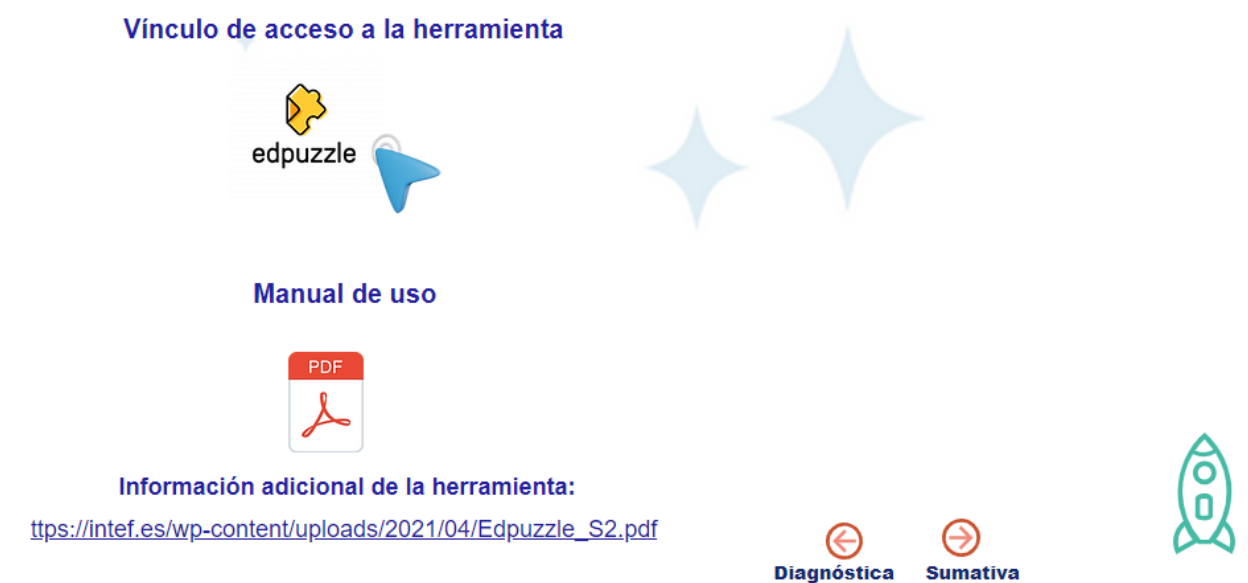 Vínculo de acceso a la herramienta
edpuzzle
Manual de uso
PDF
Información adicional de la herramienta:
ttps://intef.es/wp-content/uploads/2021/04/Edpuzzle_S2.pdf
Diagnóstica Sumativa